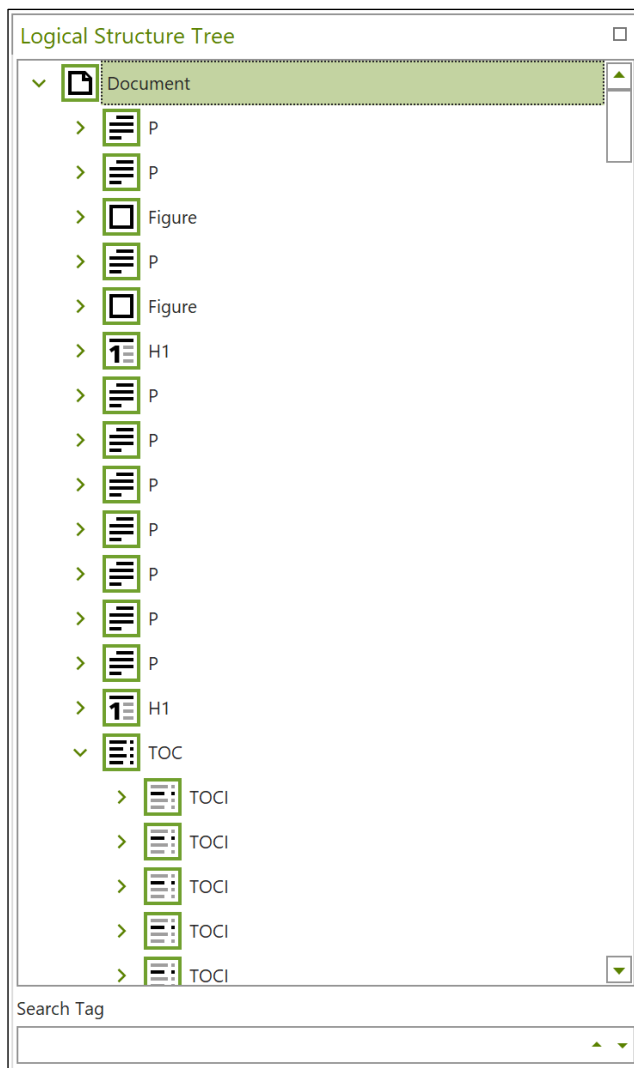 Logical Structure Tree
Document
P
P
Figure
P
Figure
H1
P
P
P
P
P
P
P
H1
TOC
TOCI
TOCI
TOCI
TOCI
TOCI
Search Tag